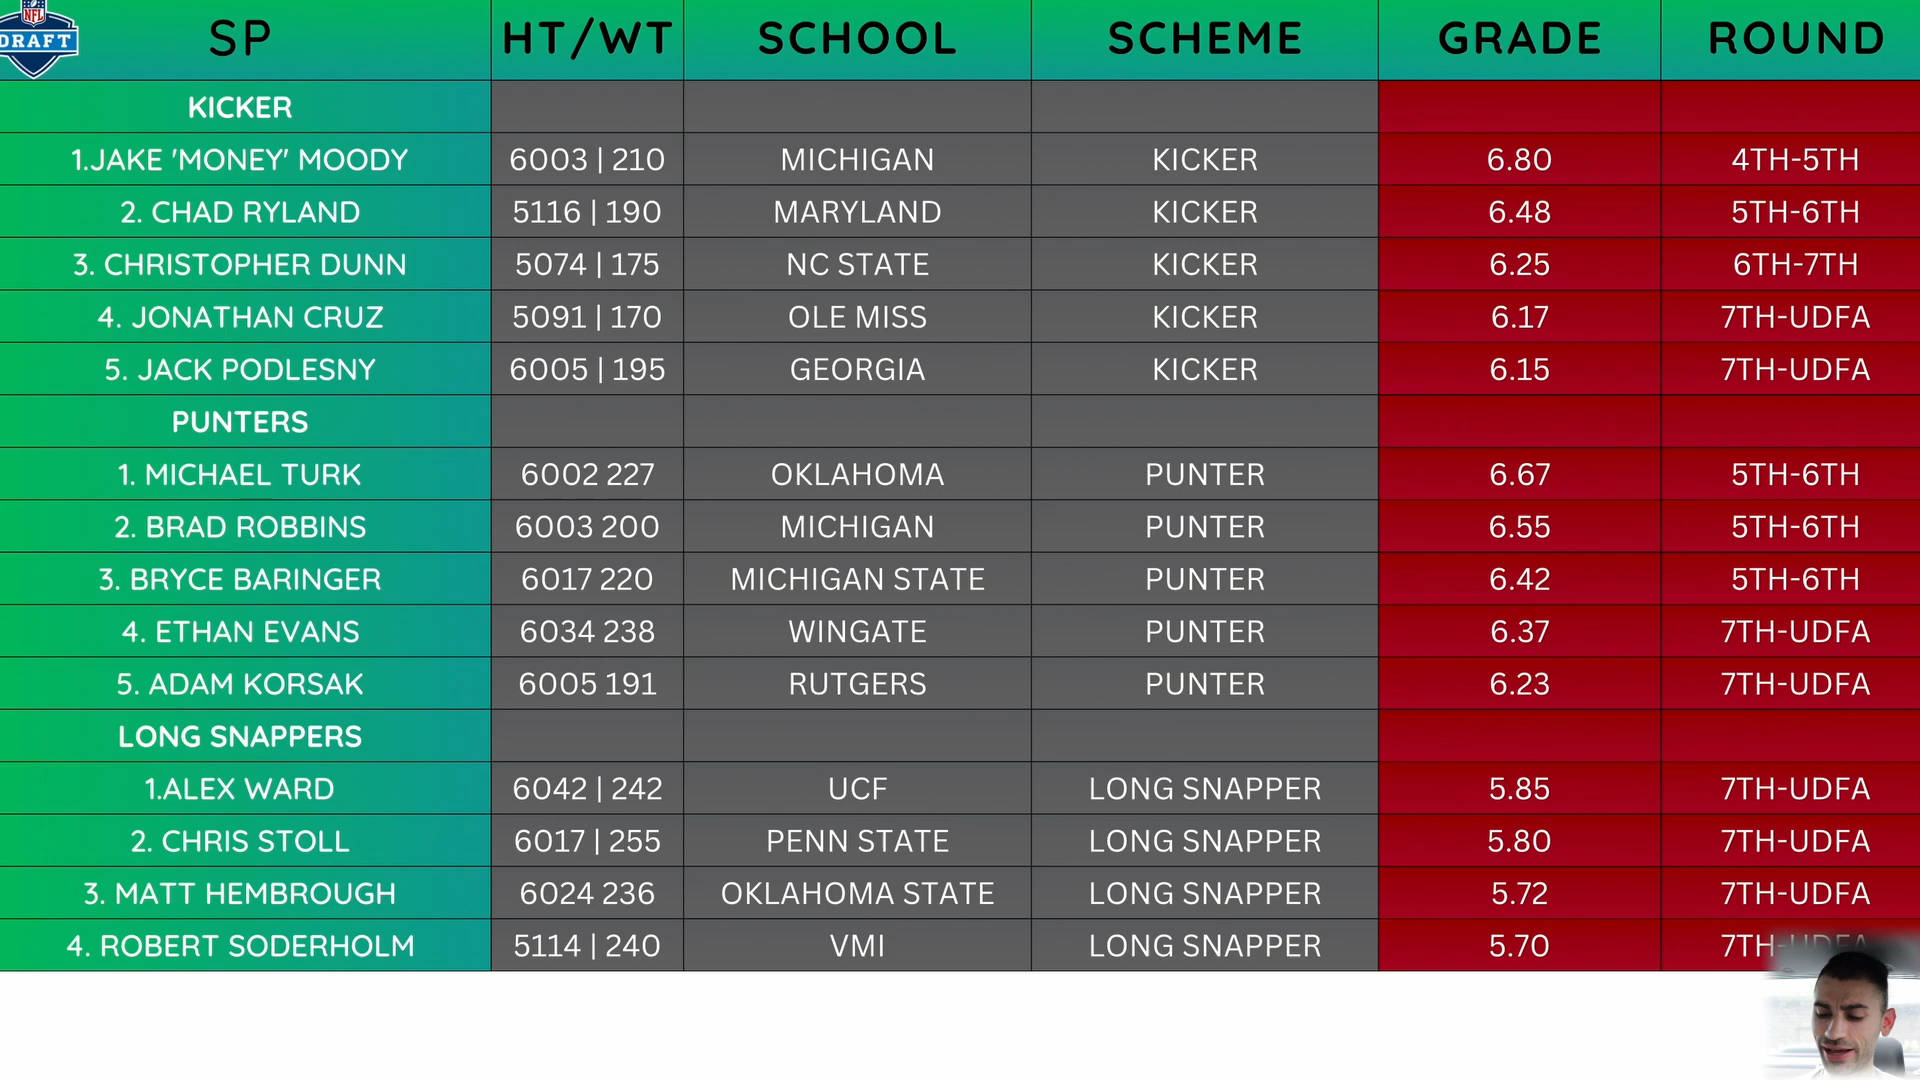 NFL
DRAFT
SP HT/WT SCHOOL SCHEME GRADE ROUND
KICKER
1.JAKE 'MONEY' MOODY 6003 | 210 MICHIGAN KICKER 6.80 4TH-5TH
2. CHAD RYLAND 5116 | 190 MARYLAND KICKER 6.48 5TH-6TH
3. CHRISTOPHER DUNN 5074 | 175 NC STATE KICKER 6.25 6TH-7TH
4. JONATHAN CRUZ 5091 | 170 OLE MISS KICKER 6.17 7TH-UDFA
5. JACK PODLESNY 6005 | 195 GEORGIA KICKER 6.15 7TH-UDFA
PUNTERS
1. MICHAEL TURK 6002 227 OKLAHOMA PUNTER 6.67 5TH-6TH
2. BRAD ROBBINS 6003 200 MICHIGAN PUNTER 6.55 5TH-6TH
3. BRYCE BARINGER 6017 220 MICHIGAN STATE PUNTER 6.42 5TH-6TH
4. ETHAN EVANS 6034 238 WINGATE PUNTER 6.37 7TH-UDFA
5. ADAM KORSAK 6005 191 RUTGERS PUNTER 6.23 7TH-UDFA
LONG SNAPPERS
1.ALEX WARD 6042 | 242 UCF LONG SNAPPER 5.85 7TH-UDFA
2. CHRIS STOLL 6017 | 255 PENN STATE LONG SNAPPER 5.80 7TH-UDFA
3. MATT HEMBROUGH 6024 236 OKLAHOMA STATE LONG SNAPPER 5.72 7TH-UDFA
4. ROBERT SODERHOLM 5114 | 240 VMI LONG SNAPPER 5.70 7TH-UDFA